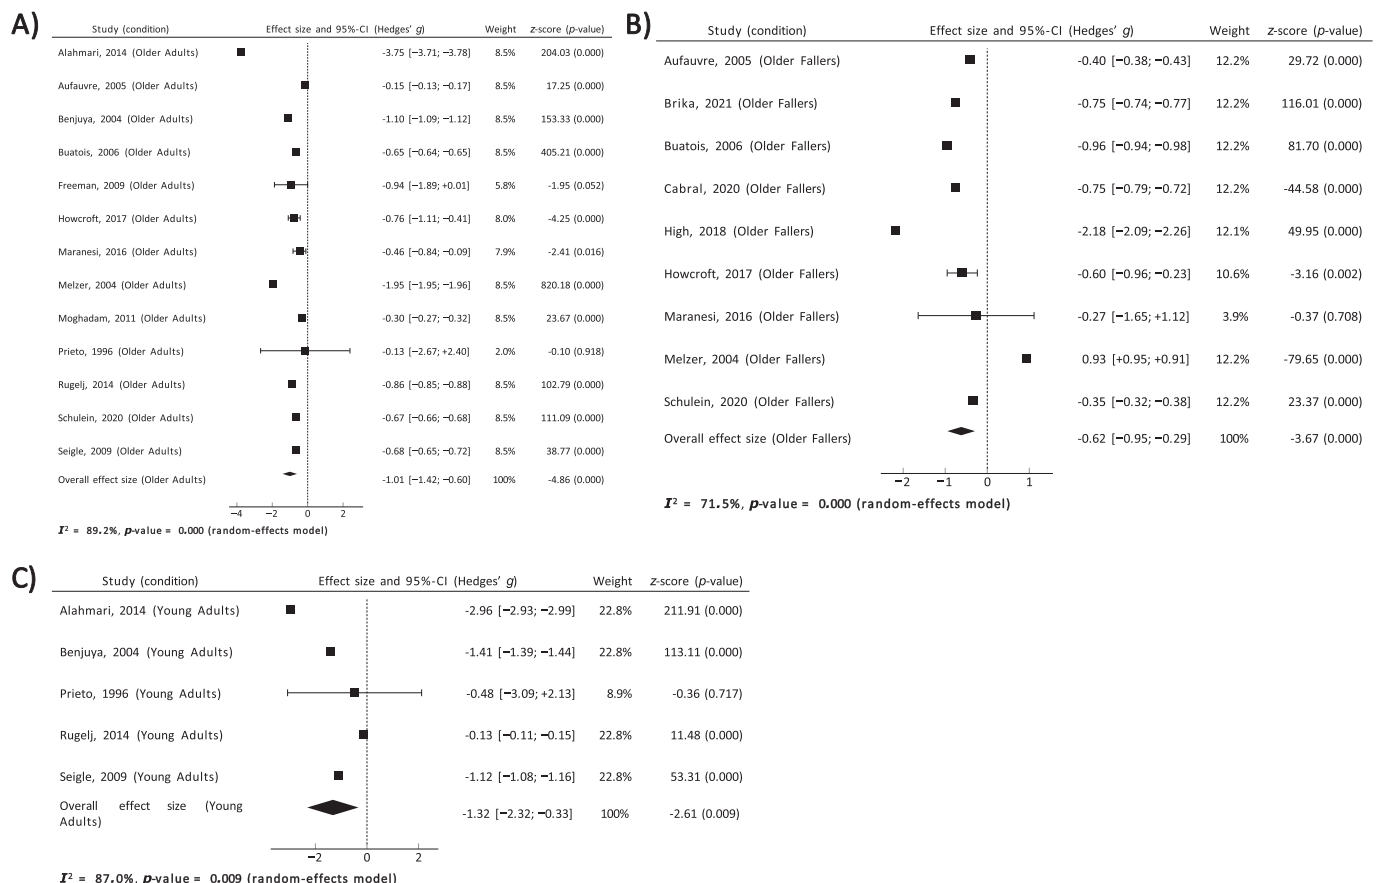 A)
Study (condition) Effect size and 95%-CI (Hedges' g) Weight z-score (p-value)
Alahmari, 2014 (Older Adults) -3.75 [−3.71; −3.78] 8.5% 204.03 (0.000)
Aufauvre, 2005 (Older Adults) -0.15 [−0.13; −0.17] 8.5% 17.25 (0.000)
Benjuya, 2004 (Older Adults) -1.10 [−1.09; −1.12] 8.5% 153.33 (0.000)
Buatois, 2006 (Older Adults) -0.65 [−0.64; −0.65] 8.5% 405.21 (0.000)
Freeman, 2009 (Older Adults) -0.94 [−1.89; +0.01] 5.8% -1.95 (0.052)
Howcroft, 2017 (Older Adults) -0.76 [−1.11; −0.41] 8.0% -4.25 (0.000)
Maranesi, 2016 (Older Adults) -0.46 [−0.84; −0.09] 7.9% -2.41 (0.016)
Melzer, 2004 (Older Adults) -1.95 [−1.95; −1.96] 8.5% 820.18 (0.000)
Moghadam, 2011 (Older Adults) -0.30 [−0.27; −0.32] 8.5% 23.67 (0.000)
Prieto, 1996 (Older Adults) -0.13 [−2.67; +2.40] 2.0% -0.10 (0.918)
Rugelj, 2014 (Older Adults) -0.86 [−0.85; −0.88] 8.5% 102.79 (0.000)
Schulein, 2020 (Older Adults) -0.67 [−0.66; −0.68] 8.5% 111.09 (0.000)
Seigle, 2009 (Older Adults) -0.68 [−0.65; −0.72] 8.5% 38.77 (0.000)
Overall effect size (Older Adults) -1.01 [−1.42; −0.60] 100% -4.86 (0.000)
−4 −2 0 2
I² = 89.2%, p-value = 0.000 (random-effects model)
B)
Study (condition) Effect size and 95%-CI (Hedges' g) Weight z-score (p-value)
Aufauvre, 2005 (Older Fallers) -0.40 [−0.38; −0.43] 12.2% 29.72 (0.000)
Brika, 2021 (Older Fallers) -0.75 [−0.74; −0.77] 12.2% 116.01 (0.000)
Buatois, 2006 (Older Fallers) -0.96 [−0.94; −0.98] 12.2% 81.70 (0.000)
Cabral, 2020 (Older Fallers) -0.75 [−0.79; −0.72] 12.2% -44.58 (0.000)
High, 2018 (Older Fallers) -2.18 [−2.09; −2.26] 12.1% 49.95 (0.000)
Howcroft, 2017 (Older Fallers) -0.60 [−0.96; −0.23] 10.6% -3.16 (0.002)
Maranesi, 2016 (Older Fallers) -0.27 [−1.65; +1.12] 3.9% -0.37 (0.708)
Melzer, 2004 (Older Fallers) 0.93 [+0.95; +0.91] 12.2% -79.65 (0.000)
Schulein, 2020 (Older Fallers) -0.35 [−0.32; −0.38] 12.2% 23.37 (0.000)
Overall effect size (Older Fallers) -0.62 [−0.95; −0.29] 100% -3.67 (0.000)
−2 −1 0 1
I² = 71.5%, p-value = 0.000 (random-effects model)
C)
Study (condition) Effect size and 95%-CI (Hedges' g) Weight z-score (p-value)
Alahmari, 2014 (Young Adults) -2.96 [−2.93; −2.99] 22.8% 211.91 (0.000)
Benjuya, 2004 (Young Adults) -1.41 [−1.39; −1.44] 22.8% 113.11 (0.000)
Prieto, 1996 (Young Adults) -0.48 [−3.09; +2.13] 8.9% -0.36 (0.717)
Rugelj, 2014 (Young Adults) -0.13 [−0.11; −0.15] 22.8% 11.48 (0.000)
Seigle, 2009 (Young Adults) -1.12 [−1.08; −1.16] 22.8% 53.31 (0.000)
Overall effect size (Young
Adults) -1.32 [−2.32; −0.33] 100% -2.61 (0.009)
−2 0 2
I² = 87.0%, p-value = 0.009 (random-effects model)